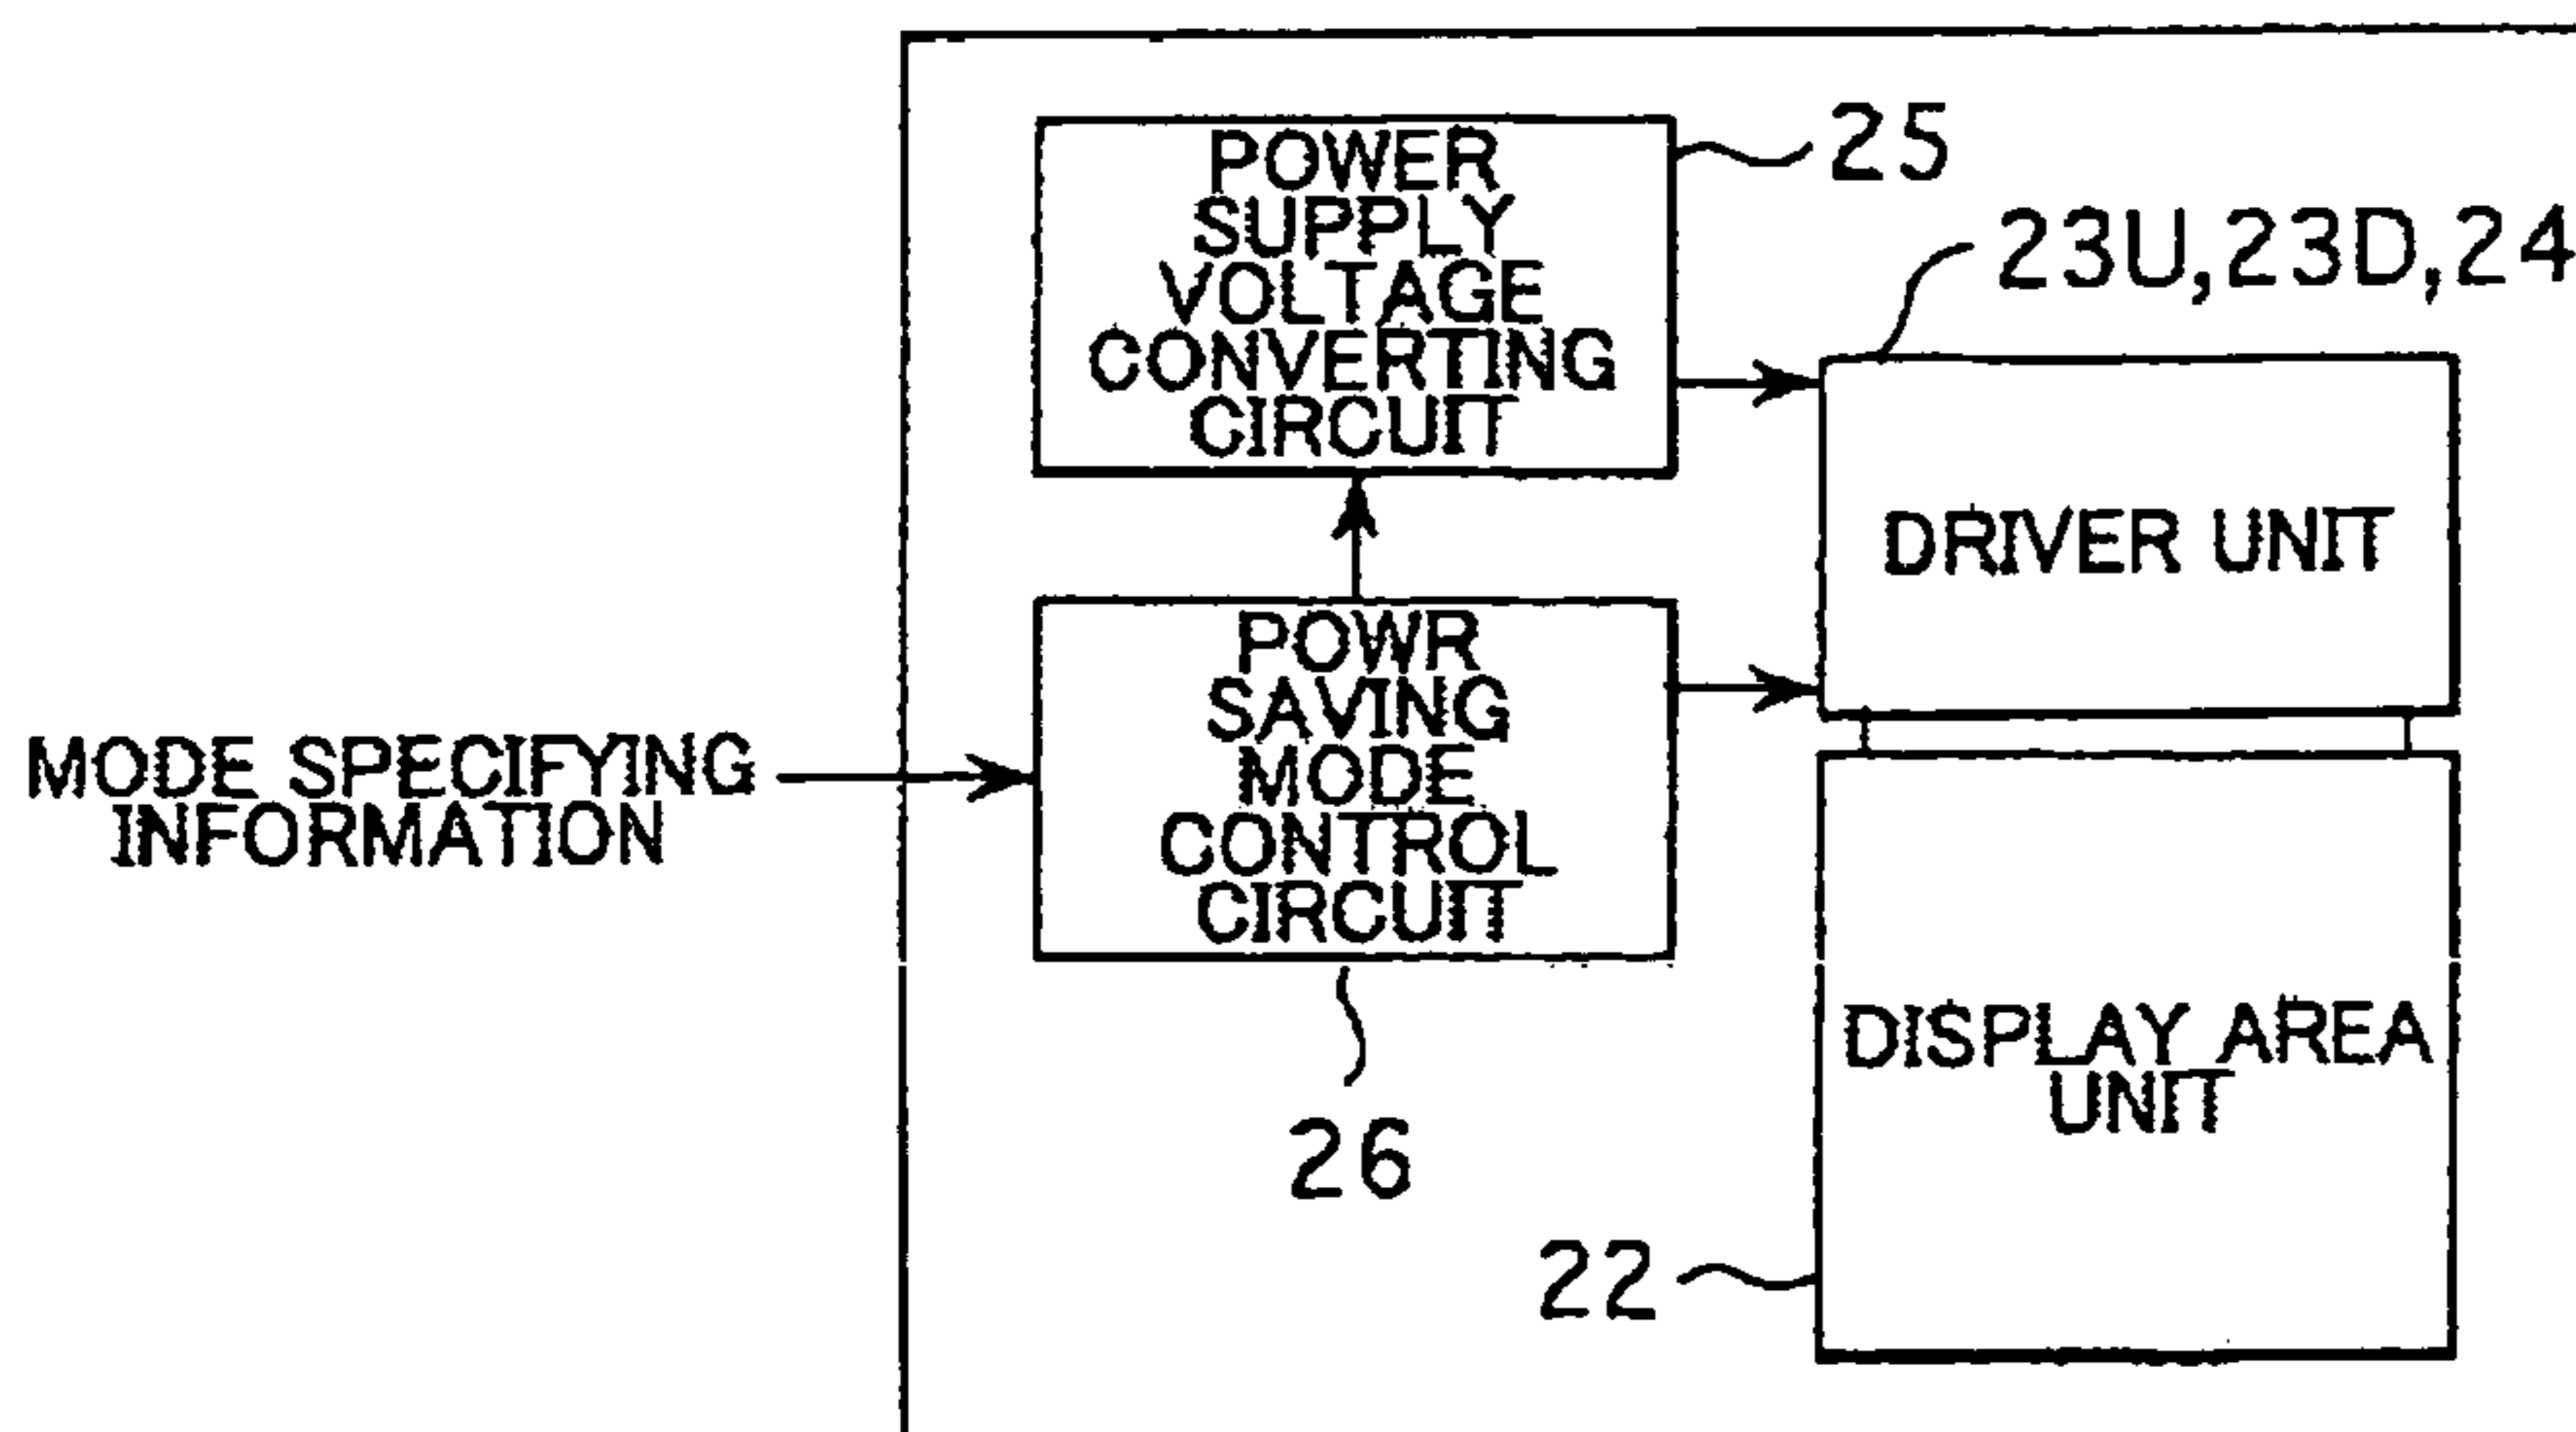 POWER
SUPPLY
VOLTAGE
CONVERTING
CIRCUIT
25
23U,23D,24
DRIVER UNIT
POWR
SAVING
MODE
CONTROL
CIRCUIT
MODE SPECIFYING
INFORMATION
26
DISPLAY AREA
UNIT
22